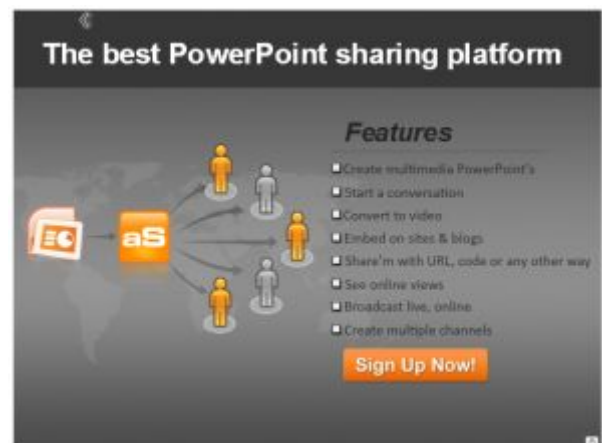 The best PowerPoint sharing platform
Features
Create multimedia PowerPoint's
Start a conversation
Convert to video
Embed on sites & blogs
Share'm with URL, code or any other way
See online views
Broadcast live, online
Create multiple channels
aS
Sign Up Now!